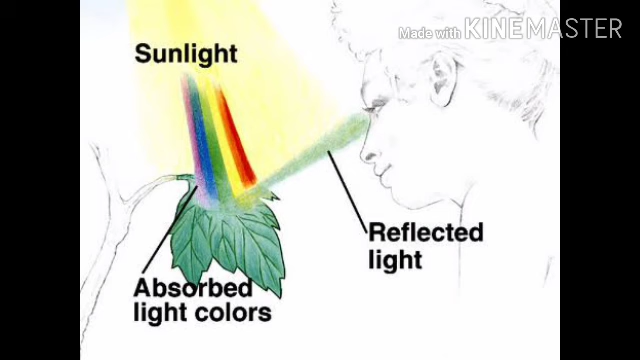 Made with KINEMASTER
Sunlight
Reflected
light
Absorbed
light colors